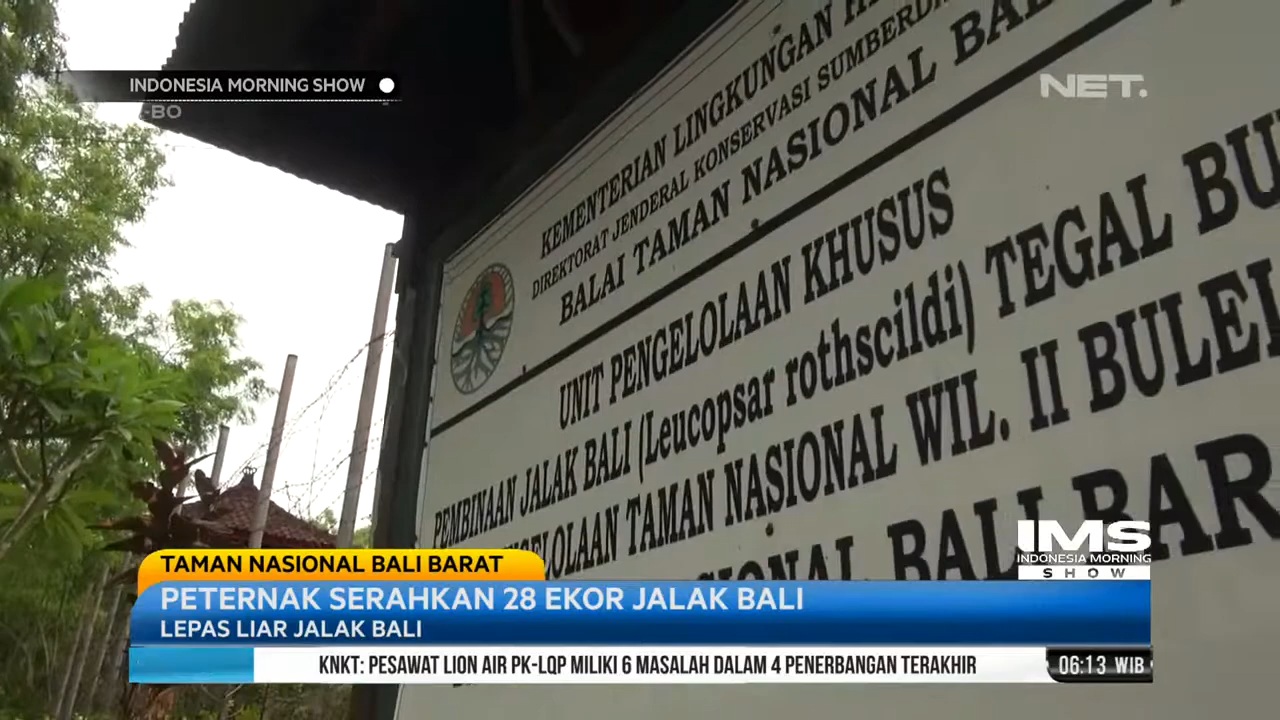 INDONESIA MORNING SHOW
-BO
NET.
KEMENTERIAN LINGKUNGAN
DIREKTORAT JENDERAL KONSERVASI
BALAI TAMAN NASIONAL
UNIT PENGELOLAAN KHUSUS
PEMBINAAN JALAK BALI (Leucopsar rothscildi) TEGAL
TAMAN NASIONAL WIL. II
BALI
IMS
INDONESIA MORNING
SHOW
TAMAN NASIONAL BALI BARAT
PETERNAK SERAHKAN 28 EKOR JALAK BALI
LEPAS LIAR JALAK BALI
KNKT: PESAWAT LION AIR PK-LQP MILIKI 6 MASALAH DALAM 4 PENERBANGAN TERAKHIR
06:13 WIB